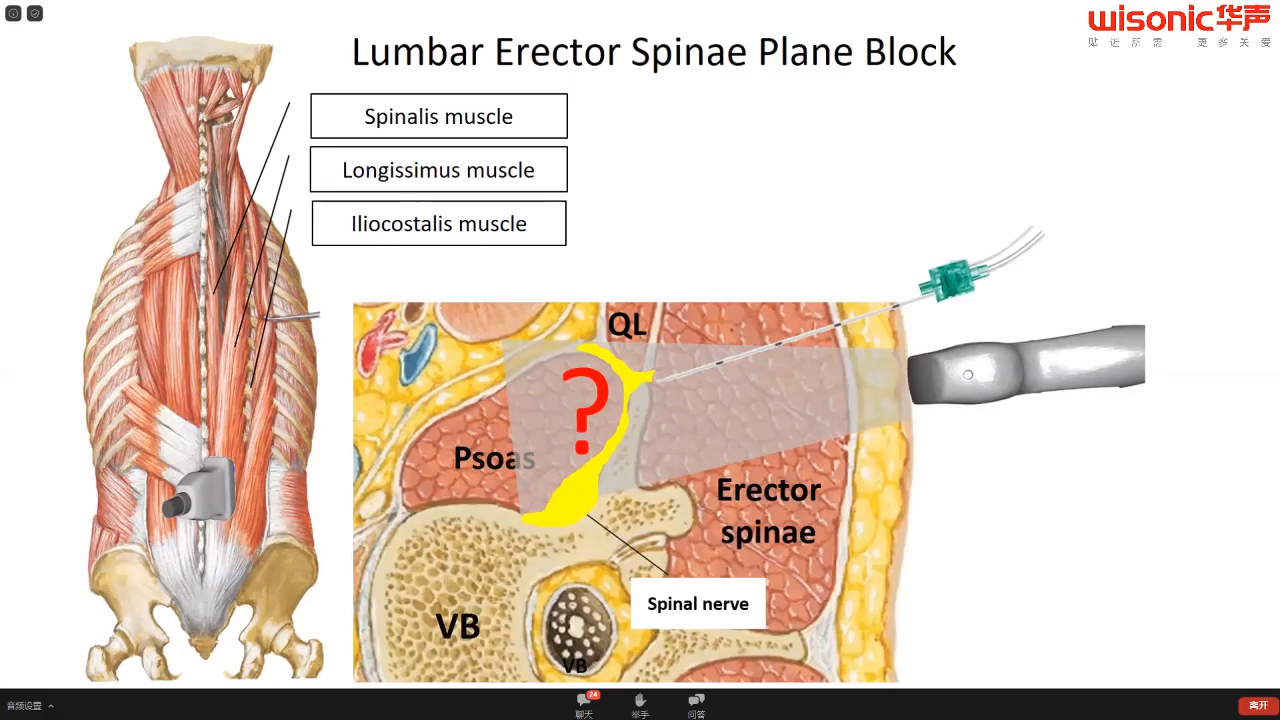 wisonic华声
贴近所需 更多关爱
Lumbar Erector Spinae Plane Block
Spinalis muscle
Longissimus muscle
Iliocostalis muscle
QL
?
Psoas
Erector
spinae
Spinal nerve
VB
VB
音频设置
24
聊天
举手
问答
离开